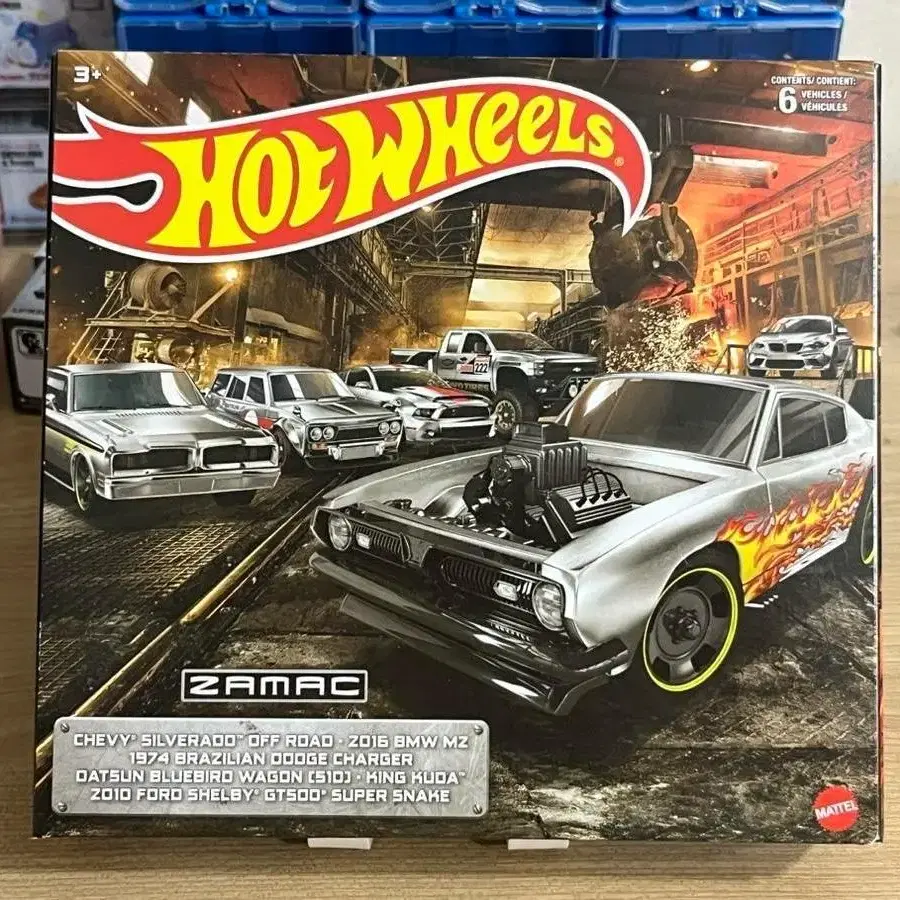 3+
CONTENTS/CONTIENT:
6 VEHICLES /
VÉHICULES
HOT WHEELS®
222
ZAMAC
CHEVY® SILVERADO™ OFF ROAD · 2016 BMW M2
1974 BRAZILIAN DODGE CHARGER
DATSUN BLUEBIRD WAGON (510) · KING KUDA™
2010 FORD SHELBY® GT500® SUPER SNAKE
MATTEL